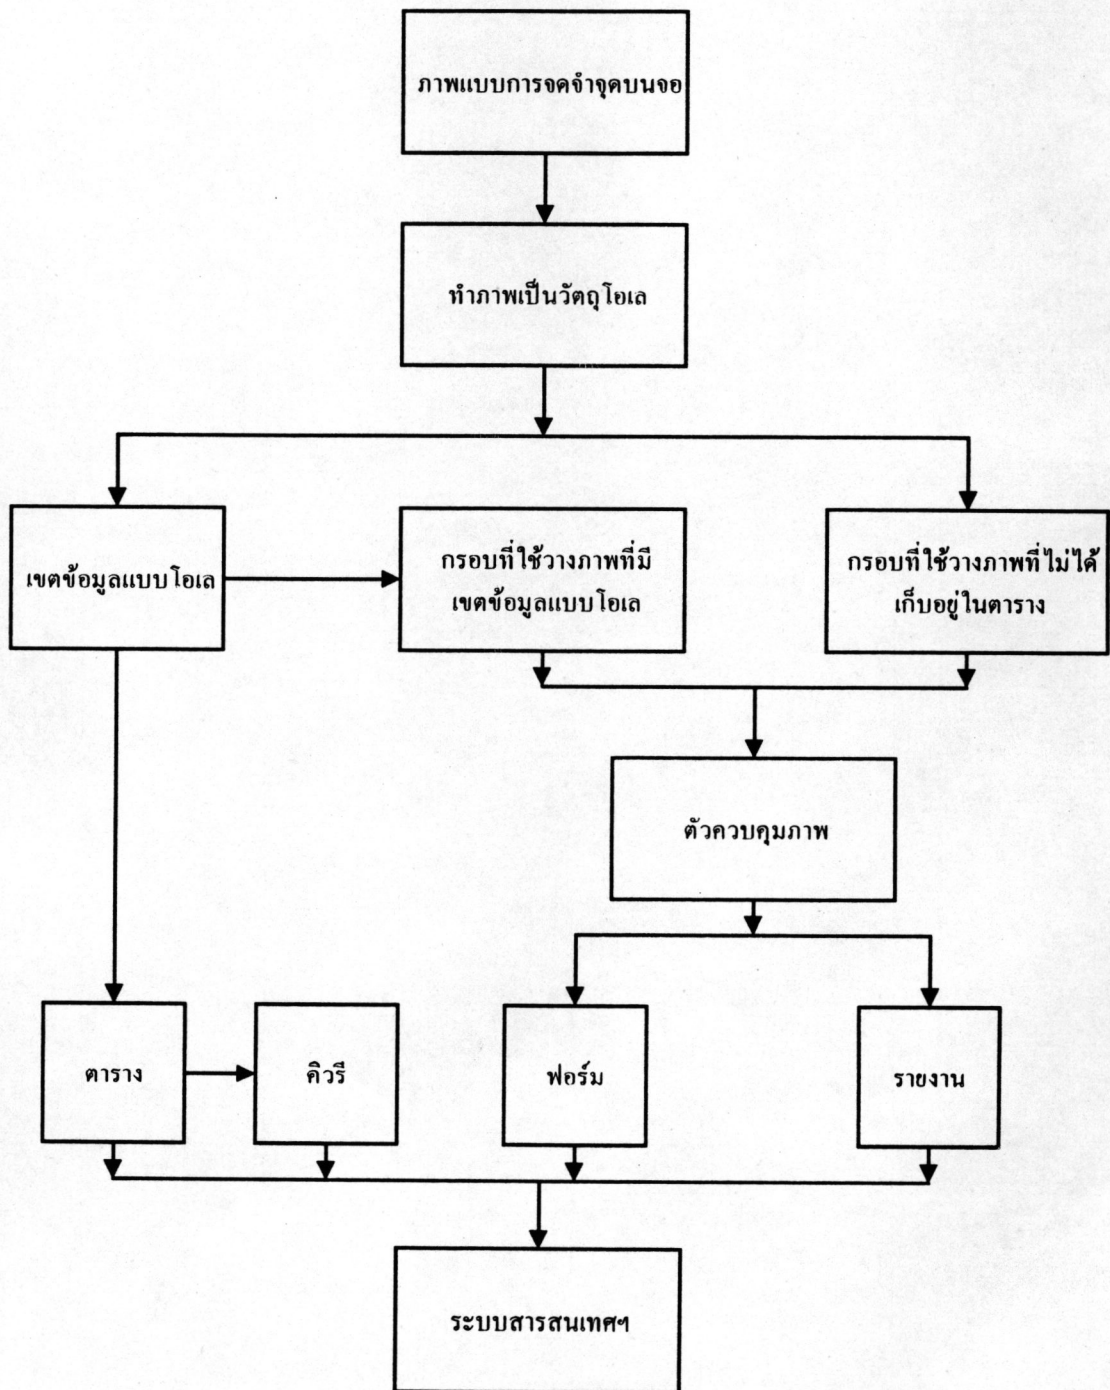 ภาพแบบการจดจำจุดบนจอ
ทำภาพเป็นวัตถุโอเล
เขตข้อมูลแบบโอเล
กรอบที่ใช้วางภาพที่มี
เขตข้อมูลแบบโอเล
กรอบที่ใช้วางภาพที่ไม่ได้
เก็บอยู่ในตาราง
ตัวควบคุมภาพ
ตาราง
คิวรี
ฟอร์ม
รายงาน
ระบบสารสนเทศฯ